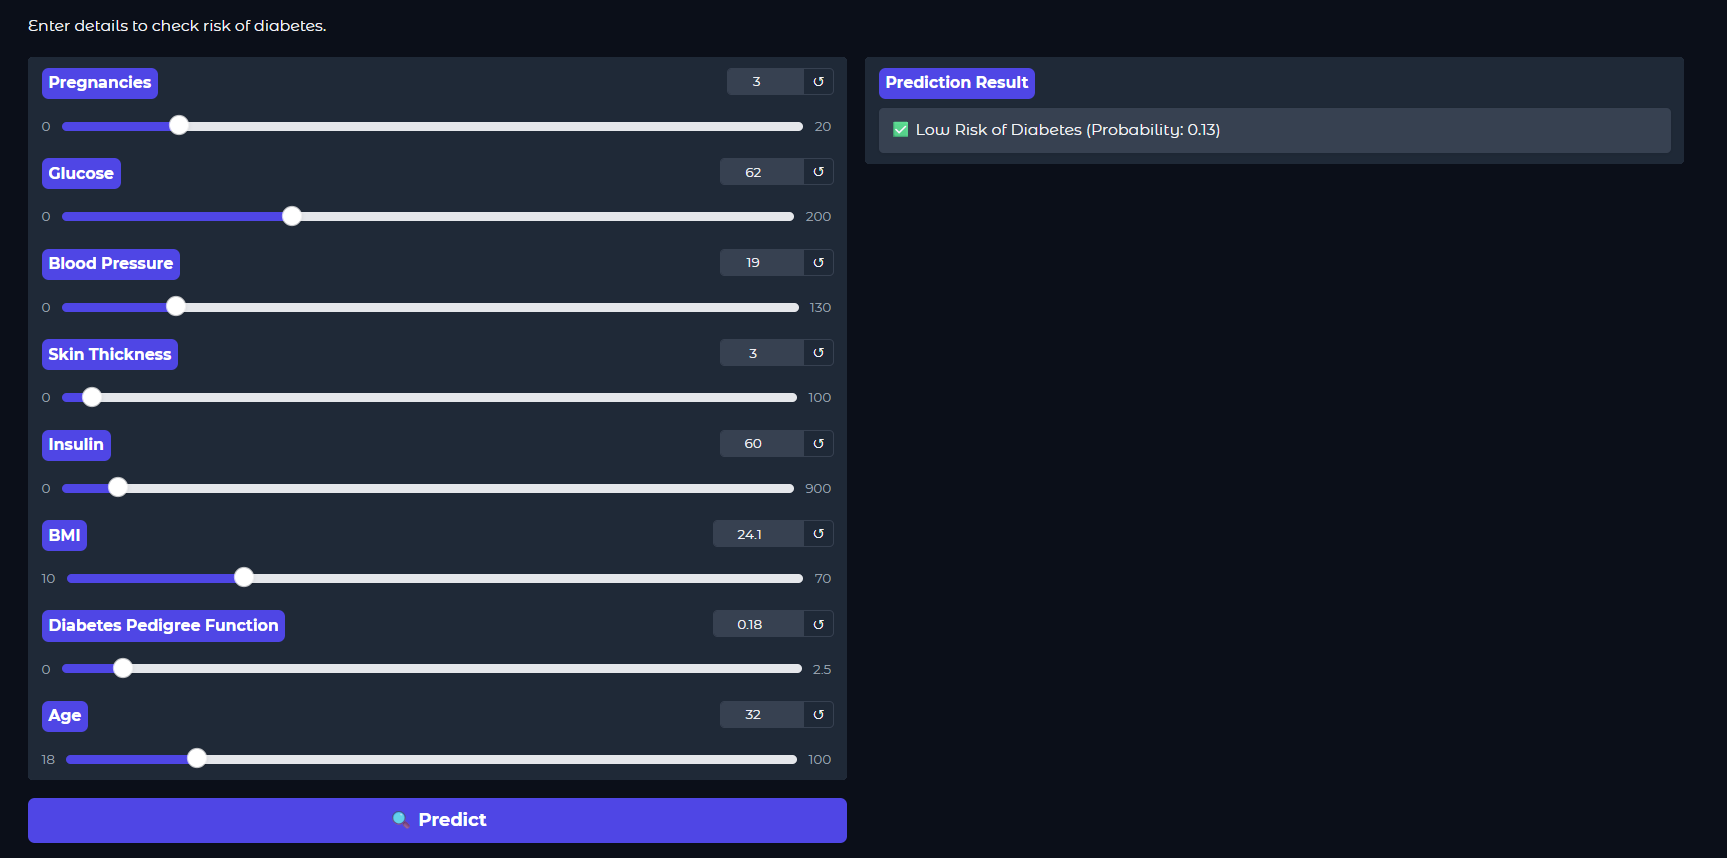 Enter details to check risk of diabetes.
Pregnancies
3
↺
0
20
Glucose
62
↺
0
200
Blood Pressure
19
↺
0
130
Skin Thickness
3
↺
0
100
Insulin
60
↺
0
900
BMI
24.1
↺
10
70
Diabetes Pedigree Function
0.18
↺
0
2.5
Age
32
↺
18
100
🔍 Predict
Prediction Result
✅ Low Risk of Diabetes (Probability: 0.13)